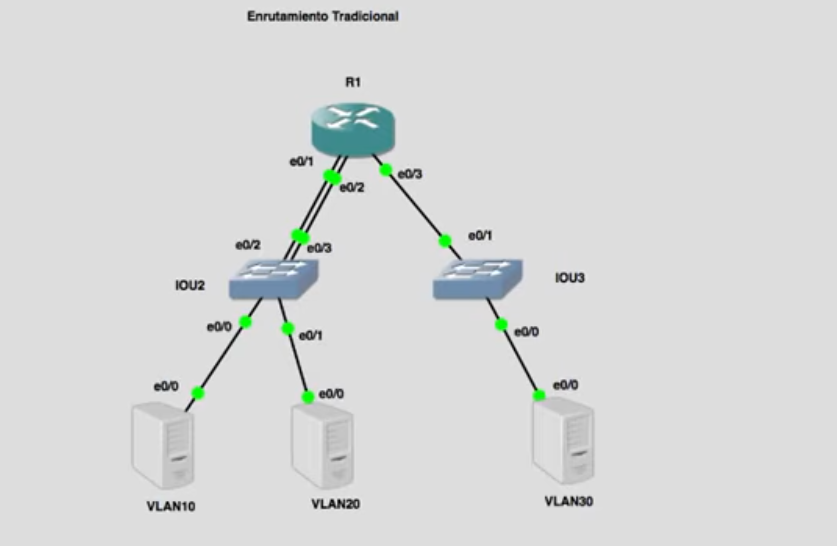 Enrutamiento Tradicional
R1
e0/1
e0/2
e0/3
e0/2
e0/3
e0/1
IOU2
IOU3
e0/0
e0/1
e0/0
e0/0
e0/0
e0/0
VLAN10
VLAN20
VLAN30